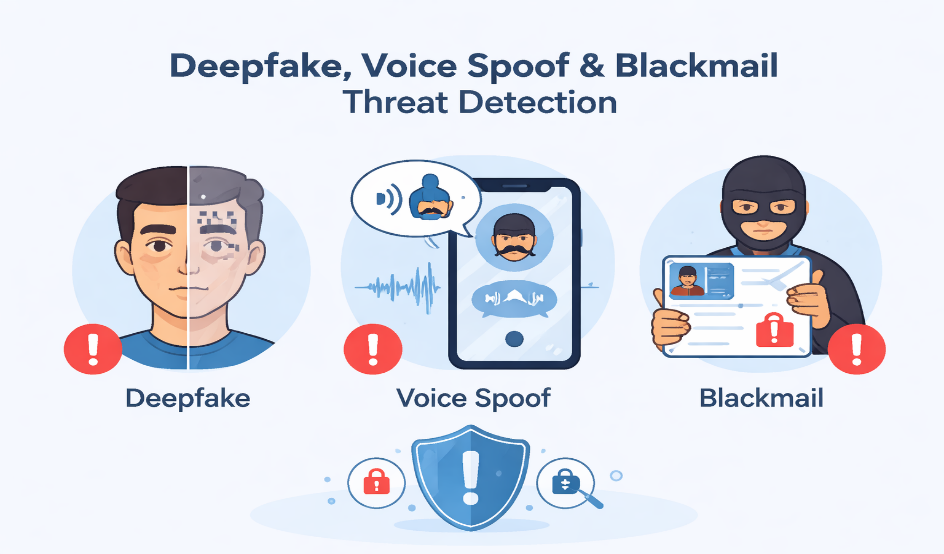 Deepfake, Voice Spoof & Blackmail
Threat Detection
Deepfake
Voice Spoof
Blackmail